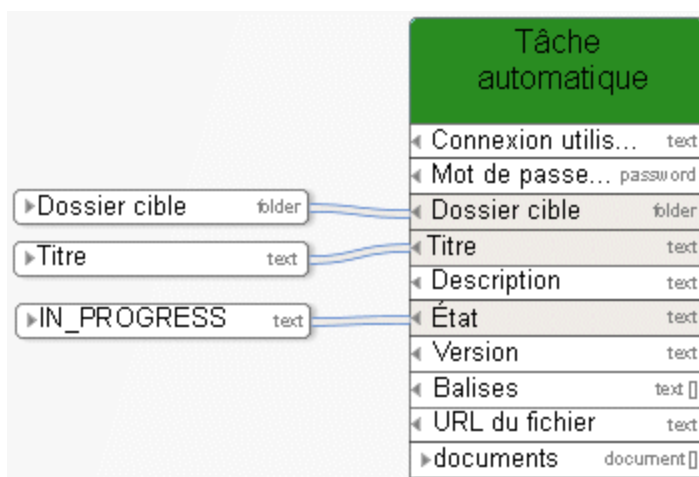 Tâche
automatique
Connexion utilis... text
Mot de passe... password
Dossier cible folder
Dossier cible folder
Titre text
Titre text
Description text
IN_PROGRESS text
État text
Version text
Balises text []
URL du fichier text
documents document[]